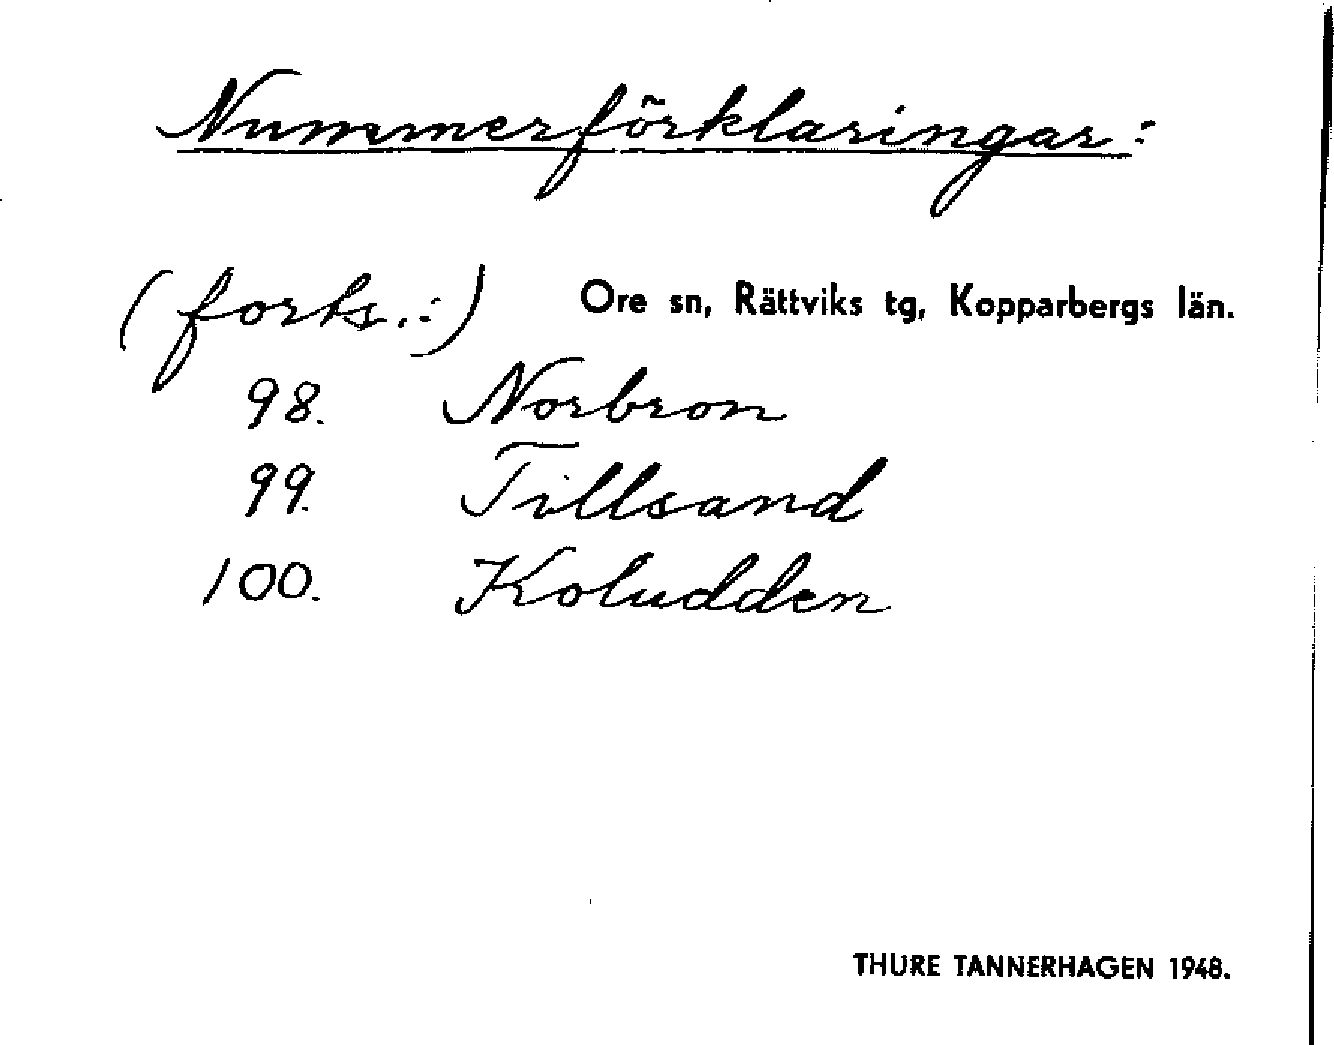 Nummerförklaringar:
(forts.:) Ore sn, Rättviks tg, Kopparbergs län.
98. Norbron
99. Tillsand
100. Koludden
THURE TANNERHAGEN 1948.